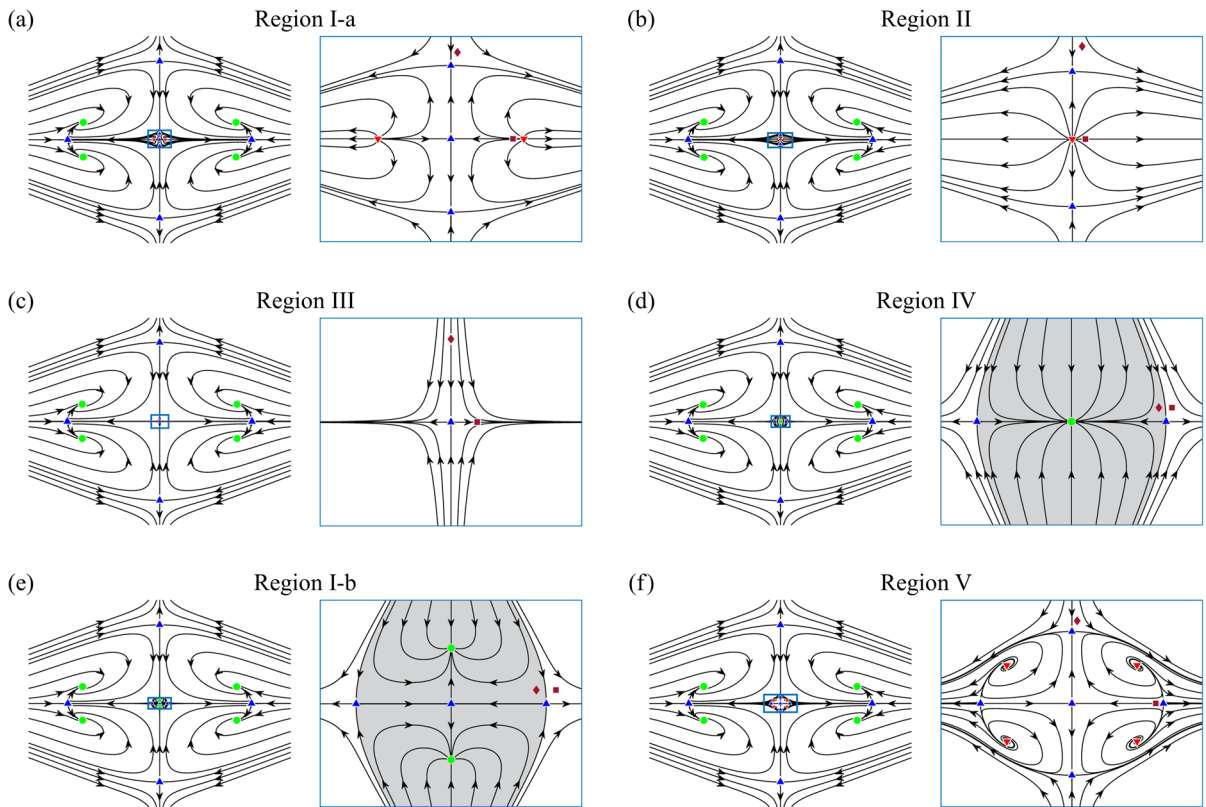 (a) Region I-a
(b) Region II
(c) Region III
(d) Region IV
(e) Region I-b
(f) Region V